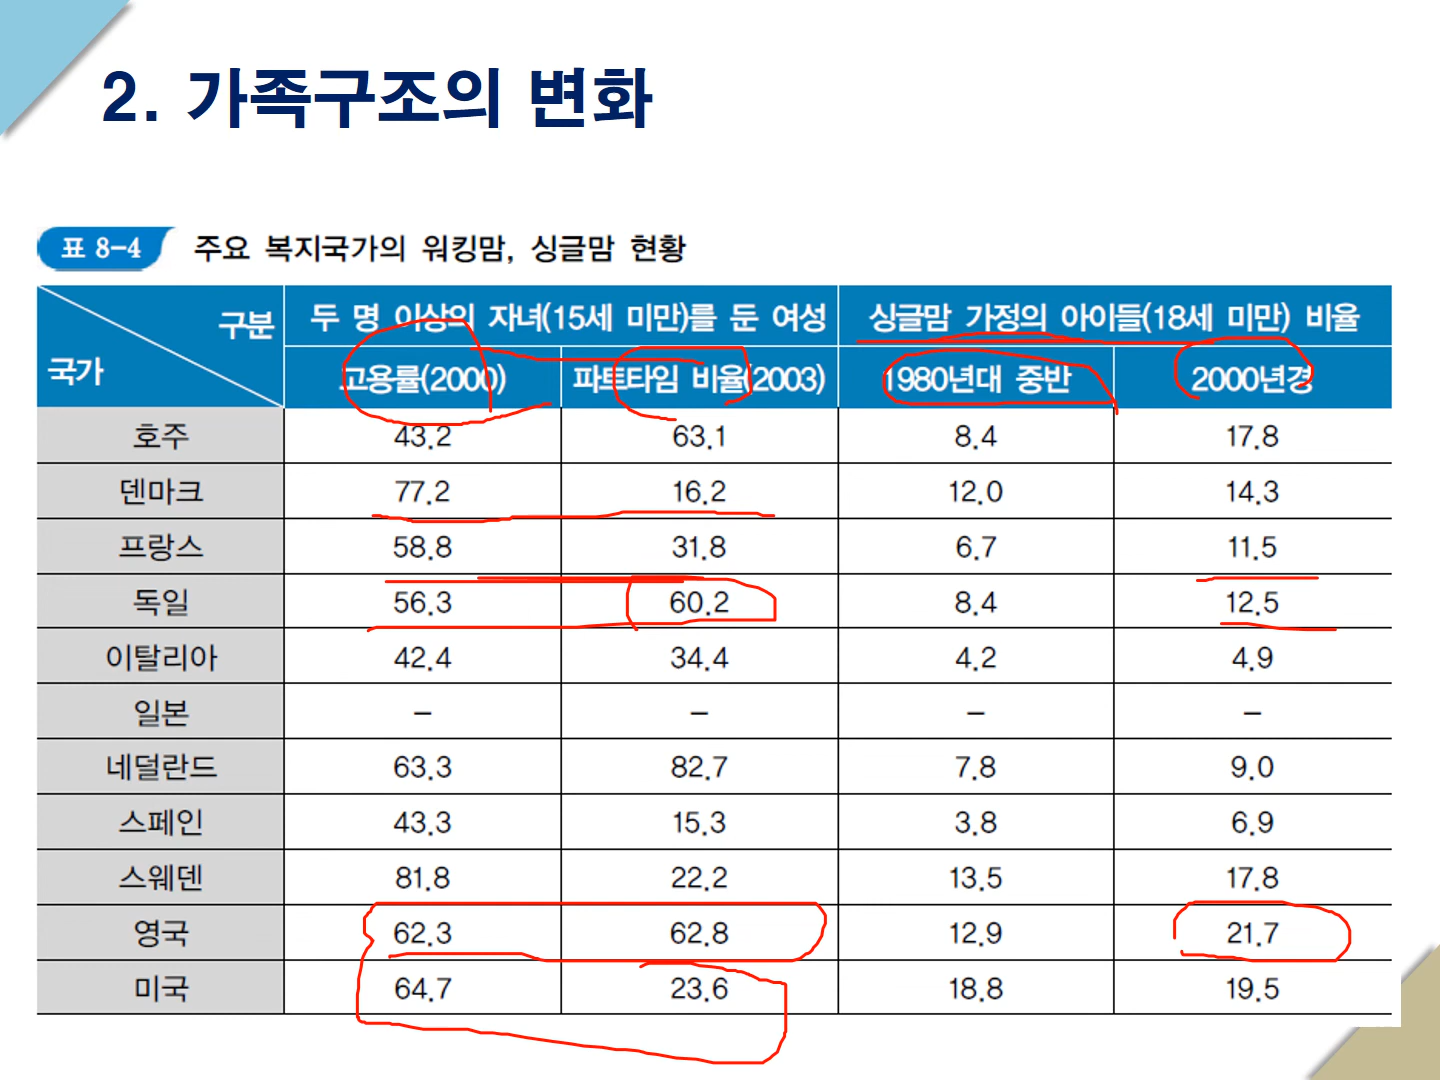 2. 가족구조의 변화
표 8-4 주요 복지국가의 워킹맘, 싱글맘 현황
구분 두 명 이상의 자녀(15세 미만)를 둔 여성 싱글맘 가정의 아이들(18세 미만) 비율
국가 고용률(2000) 파트타임 비율(2003) 1980년대 중반 2000년경
호주 43.2 63.1 8.4 17.8
덴마크 77.2 16.2 12.0 14.3
프랑스 58.8 31.8 6.7 11.5
독일 56.3 60.2 8.4 12.5
이탈리아 42.4 34.4 4.2 4.9
일본 – – – –
네덜란드 63.3 82.7 7.8 9.0
스페인 43.3 15.3 3.8 6.9
스웨덴 81.8 22.2 13.5 17.8
영국 62.3 62.8 12.9 21.7
미국 64.7 23.6 18.8 19.5